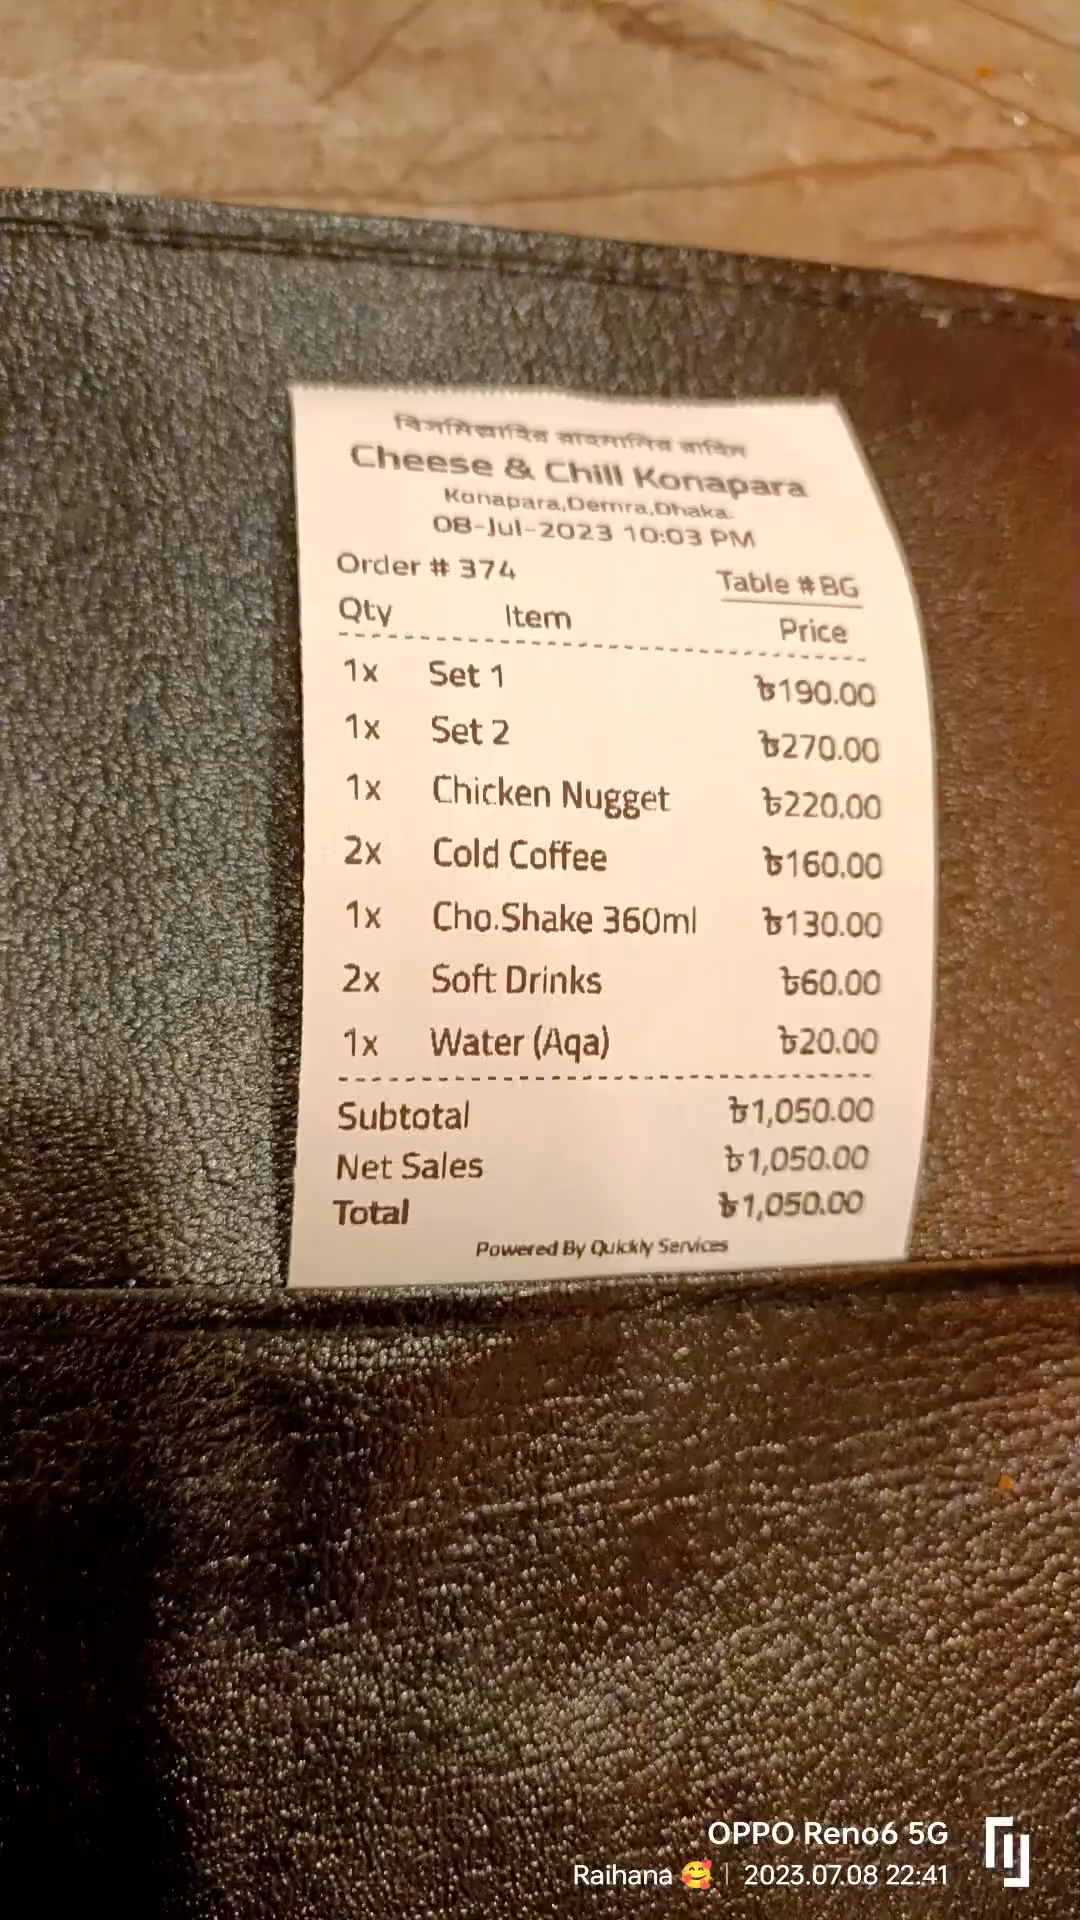 বিসমিল্লাহির রাহমানির রাহিম
Cheese & Chill Konapara
Konapara,Demra,Dhaka.
08-Jul-2023 10:03 PM
Order # 374 Table # BG
Qty Item Price
1x Set 1 ৳190.00
1x Set 2 ৳270.00
1x Chicken Nugget ৳220.00
2x Cold Coffee ৳160.00
1x Cho.Shake 360ml ৳130.00
2x Soft Drinks ৳60.00
1x Water (Aqa) ৳20.00
Subtotal ৳1,050.00
Net Sales ৳1,050.00
Total ৳1,050.00
Powered By Quickly Services
OPPO Reno6 5G
Raihana 🥰 | 2023.07.08 22:41